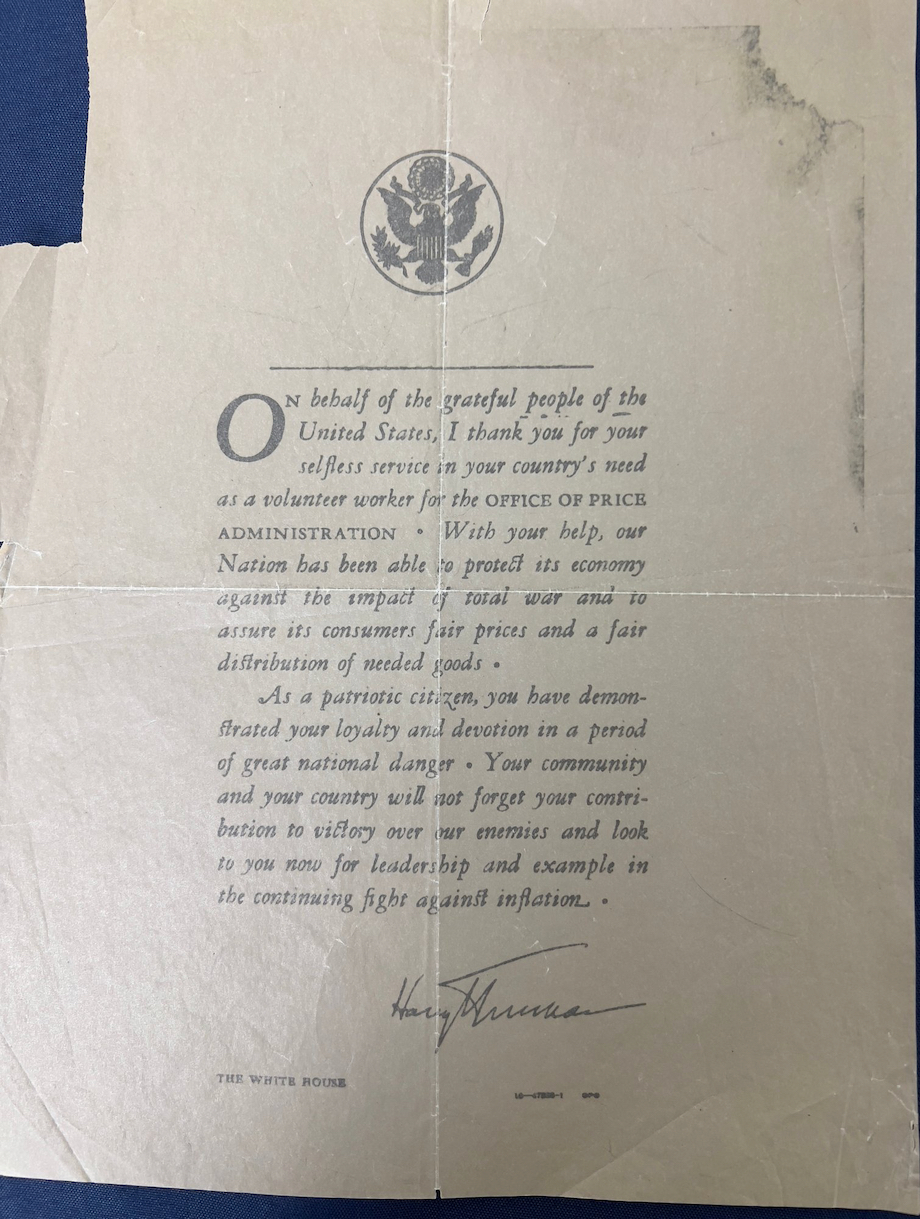 ON behalf of the grateful people of the
United States, I thank you for your
selfless service in your country's need
as a volunteer worker for the OFFICE OF PRICE
ADMINISTRATION • With your help, our
Nation has been able to protect its economy
against the impact of total war and to
assure its consumers fair prices and a fair
distribution of needed goods •
As a patriotic citizen, you have demon-
strated your loyalty and devotion in a period
of great national danger • Your community
and your country will not forget your contri-
bution to victory over our enemies and look
to you now for leadership and example in
the continuing fight against inflation •
Harry Truman
THE WHITE HOUSE
GPO